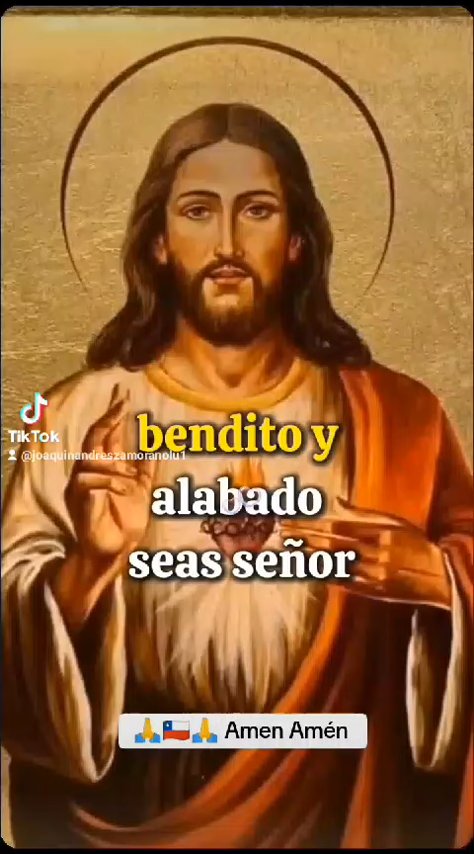 TikTok
@joaquinandreszamoranolu1
bendito y
alabado
seas señor
🙏🇨🇱🙏 Amen Amén